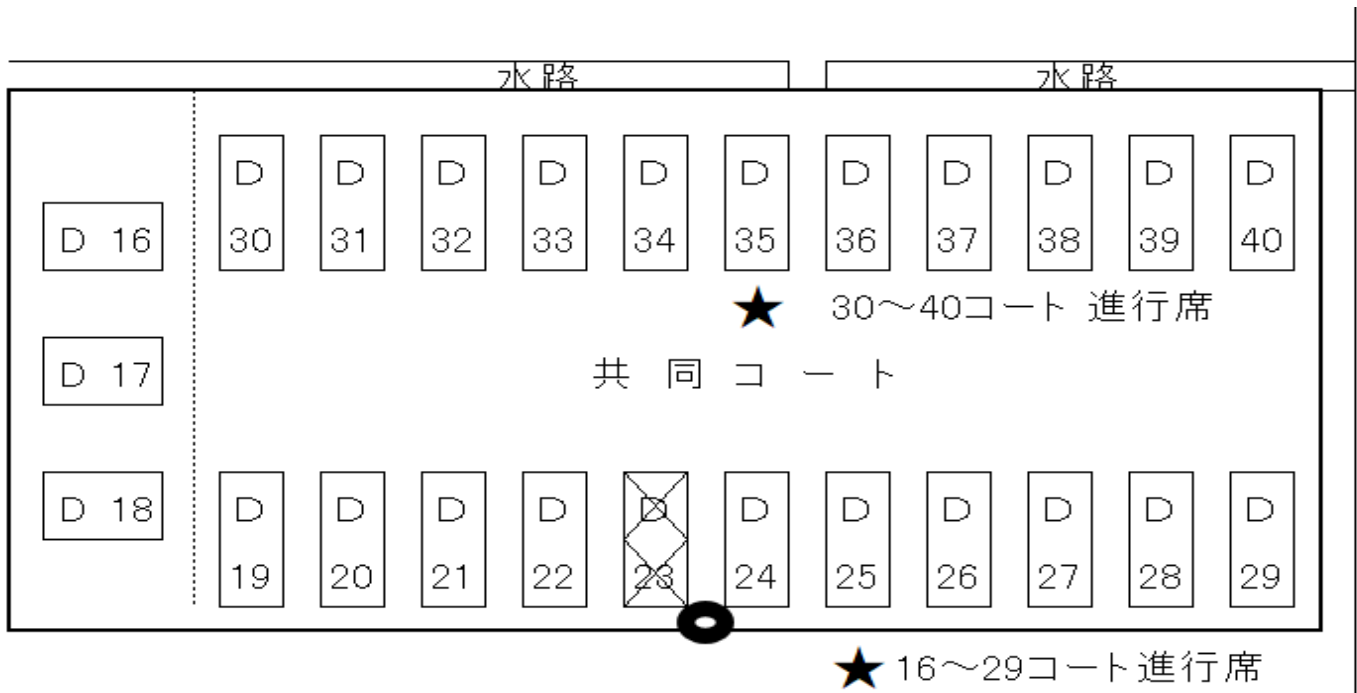 水路 水路
D D D D D D D D D D D
D 16 30 31 32 33 34 35 36 37 38 39 40
★ 30～40コート 進行席
D 17 共同コート
D 18 D D D D D D D D D D D
19 20 21 22 23 24 25 26 27 28 29
★ 16～29コート進行席